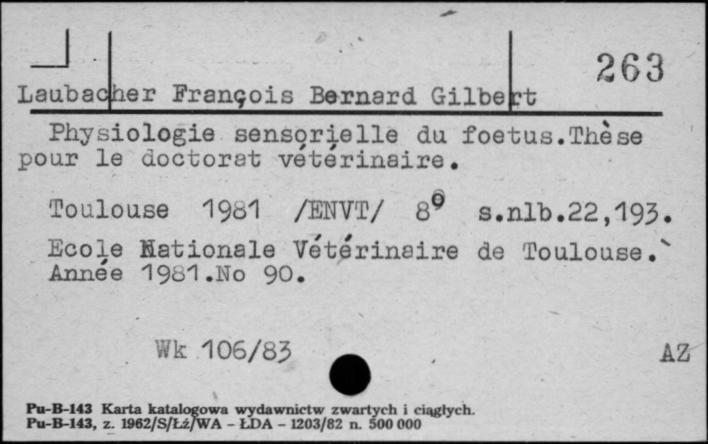 263
Laubacher François Bernard Gilbert
Physiologie sensorielle du foetus.Thèse
pour le doctorat vétérinaire.
Toulouse 1981 /ENVT/ 8° s.nlb.22,193.
Ecole Nationale Vétérinaire de Toulouse.
Année 1981.No 90.
Wk 106/83
AZ
Pu-B-143 Karta katalogowa wydawnictw zwartych i ciągłych.
Pu-B-143, z. 1962/S/Łź/WA – ŁDA – 1203/82 n. 500 000